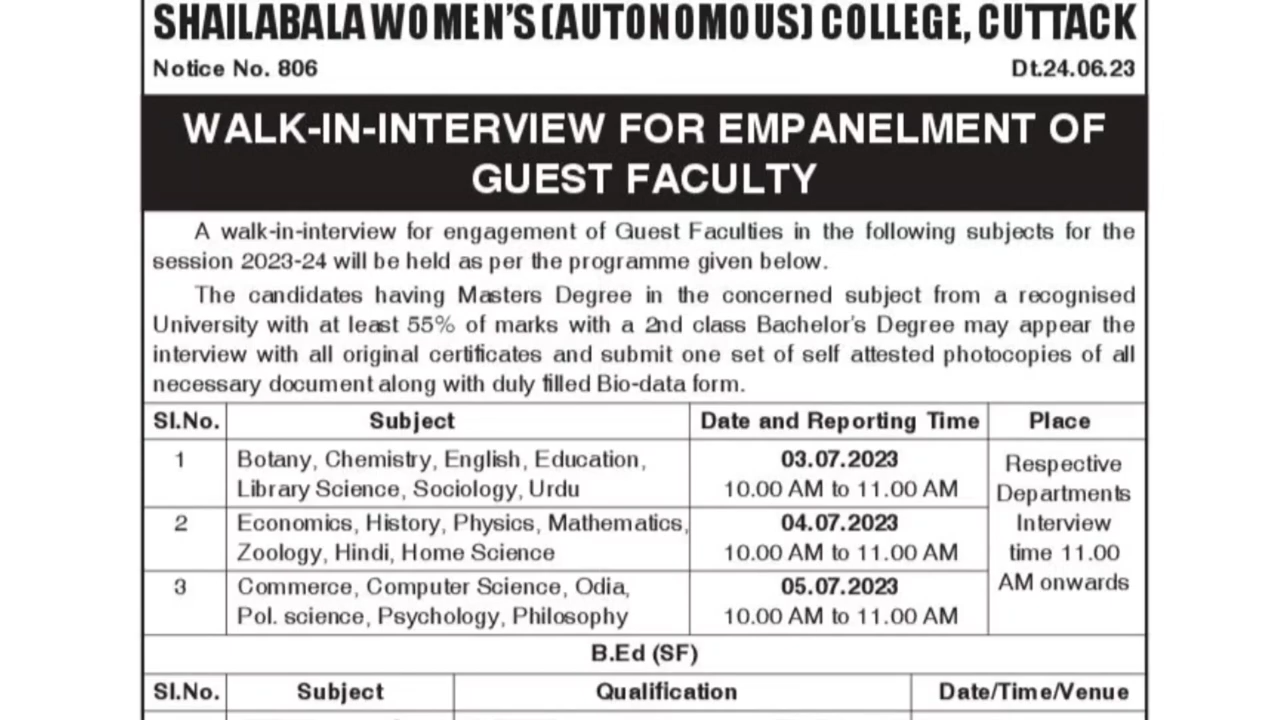 SHAILABALA WOMEN'S (AUTONOMOUS) COLLEGE, CUTTACK
Notice No. 806 Dt.24.06.23
WALK-IN-INTERVIEW FOR EMPANELMENT OF
GUEST FACULTY
A walk-in-interview for engagement of Guest Faculties in the following subjects for the
session 2023-24 will be held as per the programme given below.
The candidates having Masters Degree in the concerned subject from a recognised
University with at least 55% of marks with a 2nd class Bachelor's Degree may appear the
interview with all original certificates and submit one set of self attested photocopies of all
necessary document along with duly filled Bio-data form.
Sl.No. Subject Date and Reporting Time Place
1 Botany, Chemistry, English, Education, 03.07.2023
Library Science, Sociology, Urdu 10.00 AM to 11.00 AM
2 Economics, History, Physics, Mathematics, 04.07.2023
Zoology, Hindi, Home Science 10.00 AM to 11.00 AM
3 Commerce, Computer Science, Odia, 05.07.2023
Pol. science, Psychology, Philosophy 10.00 AM to 11.00 AM
Respective
Departments
Interview
time 11.00
AM onwards
B.Ed (SF)
Sl.No. Subject Qualification Date/Time/Venue